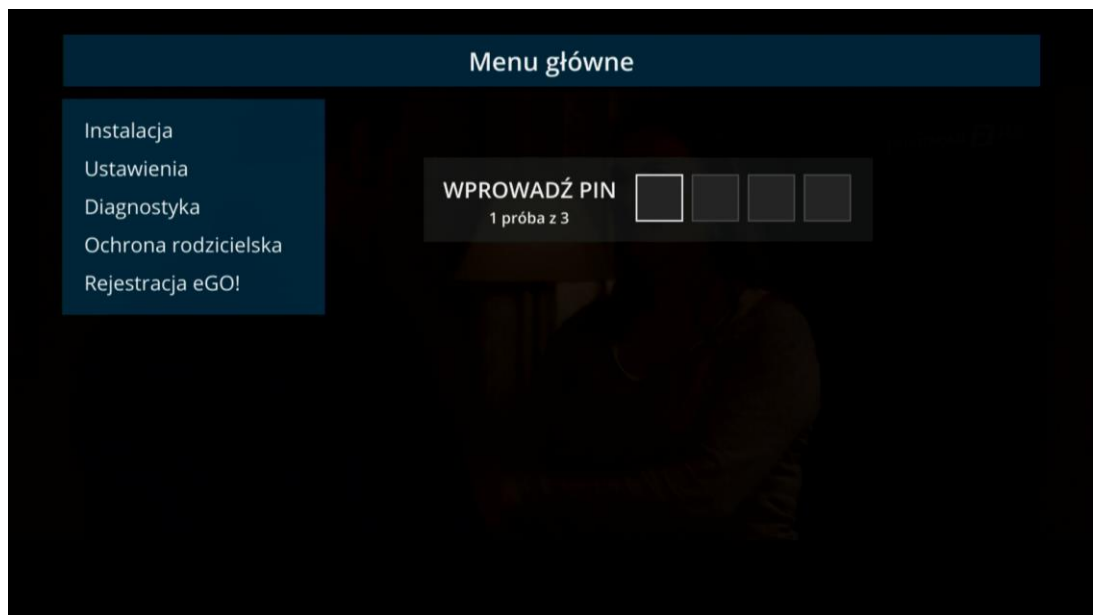 Menu główne
Instalacja
Ustawienia
Diagnostyka
Ochrona rodzicielska
Rejestracja eGO!
WPROWADŹ PIN
1 próba z 3